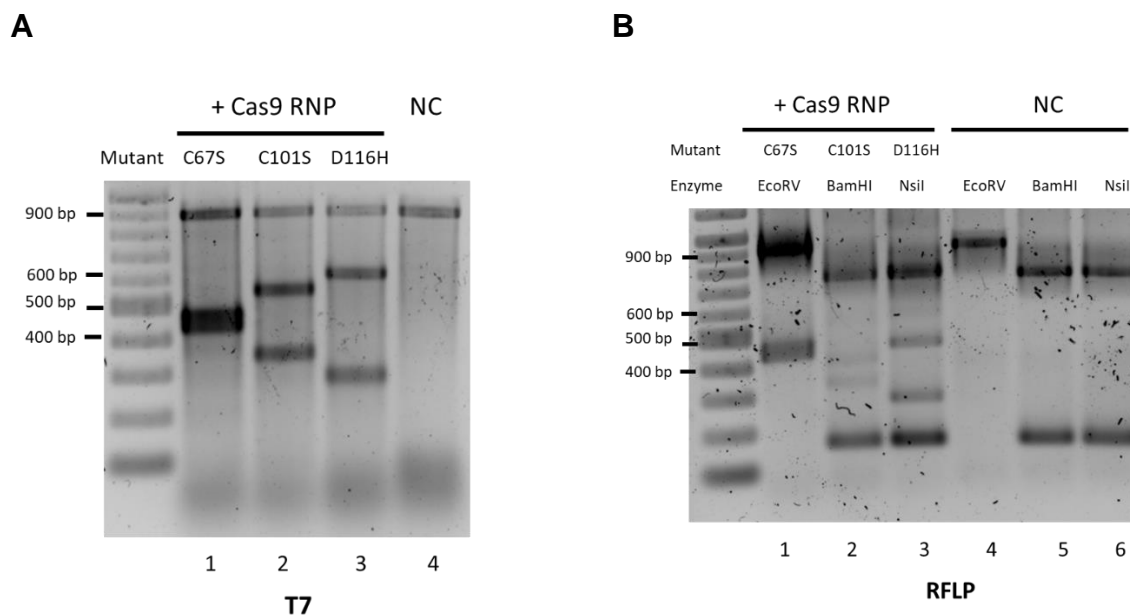 A
+ Cas9 RNP NC
Mutant C67S C101S D116H
900 bp
600 bp
500 bp
400 bp
1 2 3 4
T7
B
+ Cas9 RNP NC
Mutant C67S C101S D116H
Enzyme EcoRV BamHI NsiI EcoRV BamHI NsiI
900 bp
600 bp
500 bp
400 bp
1 2 3 4 5 6
RFLP